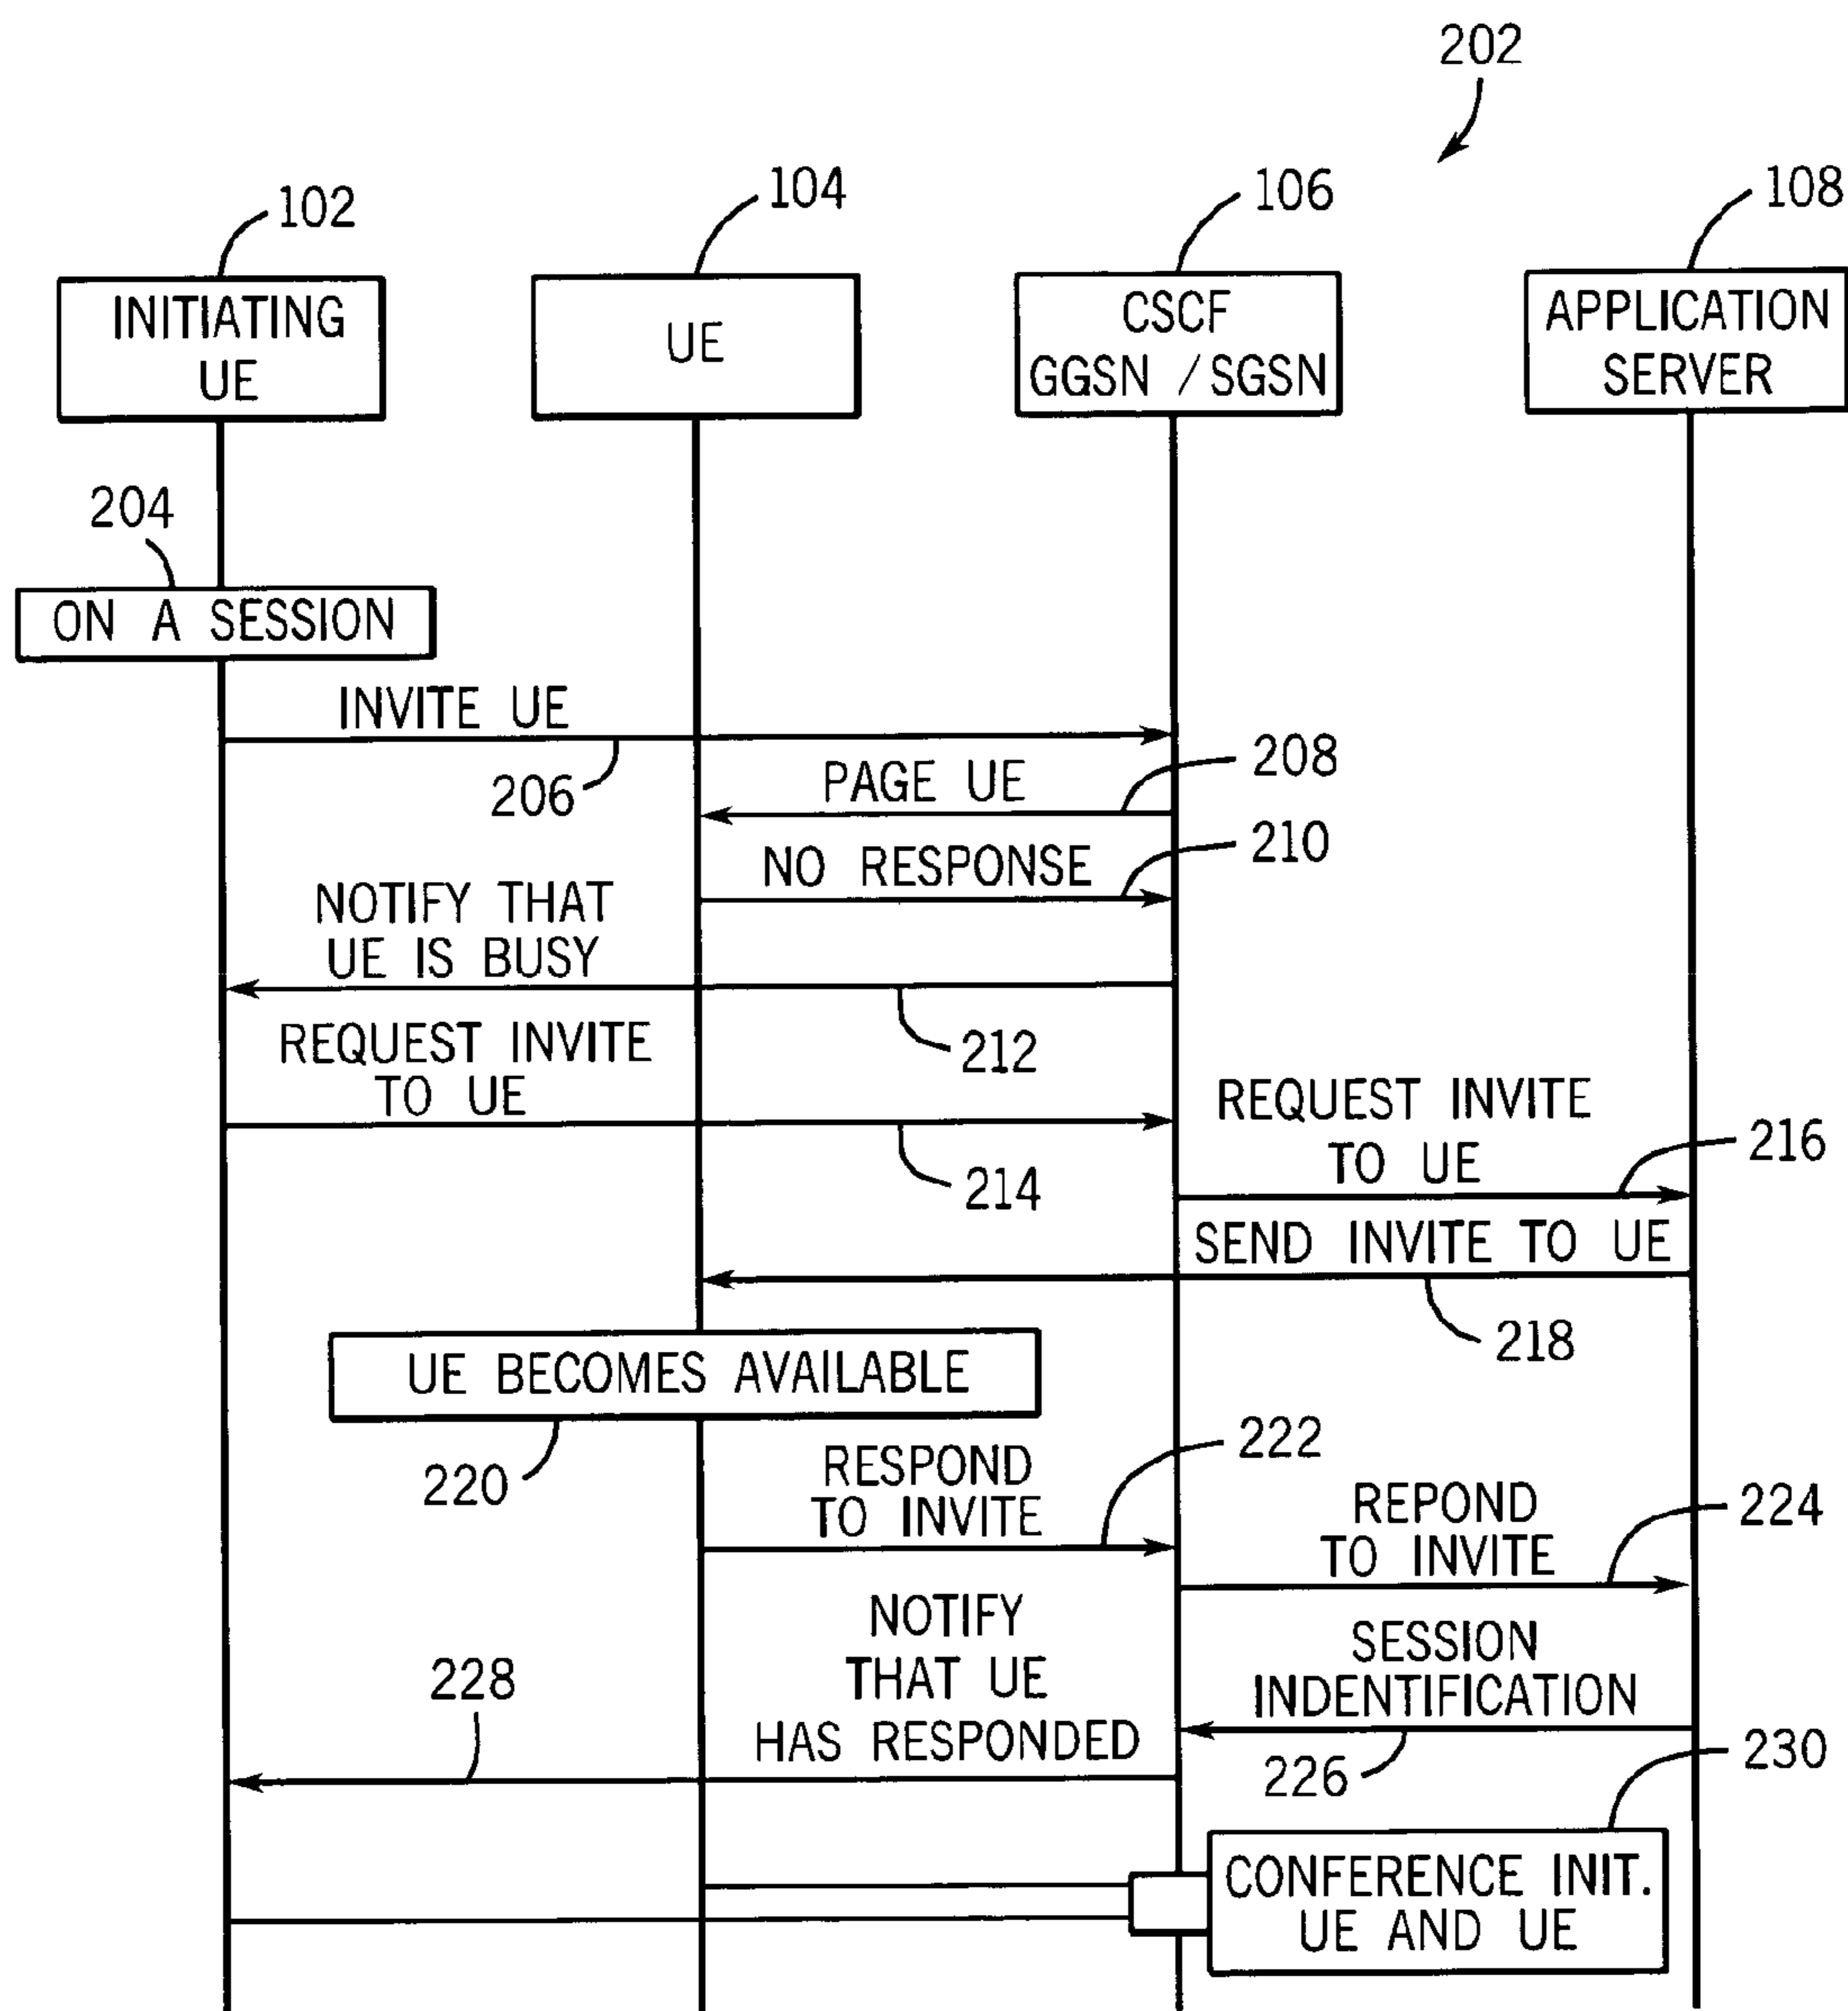 202
102
104
106
108
INITIATING
UE
UE
CSCF
GGSN / SGSN
APPLICATION
SERVER
204
ON A SESSION
INVITE UE
206
PAGE UE
208
NO RESPONSE
210
NOTIFY THAT
UE IS BUSY
212
REQUEST INVITE
TO UE
214
REQUEST INVITE
TO UE
216
SEND INVITE TO UE
218
UE BECOMES AVAILABLE
220
RESPOND
TO INVITE
222
REPOND
TO INVITE
224
SESSION
INDENTIFICATION
226
NOTIFY
THAT UE
HAS RESPONDED
228
230
CONFERENCE INIT.
UE AND UE